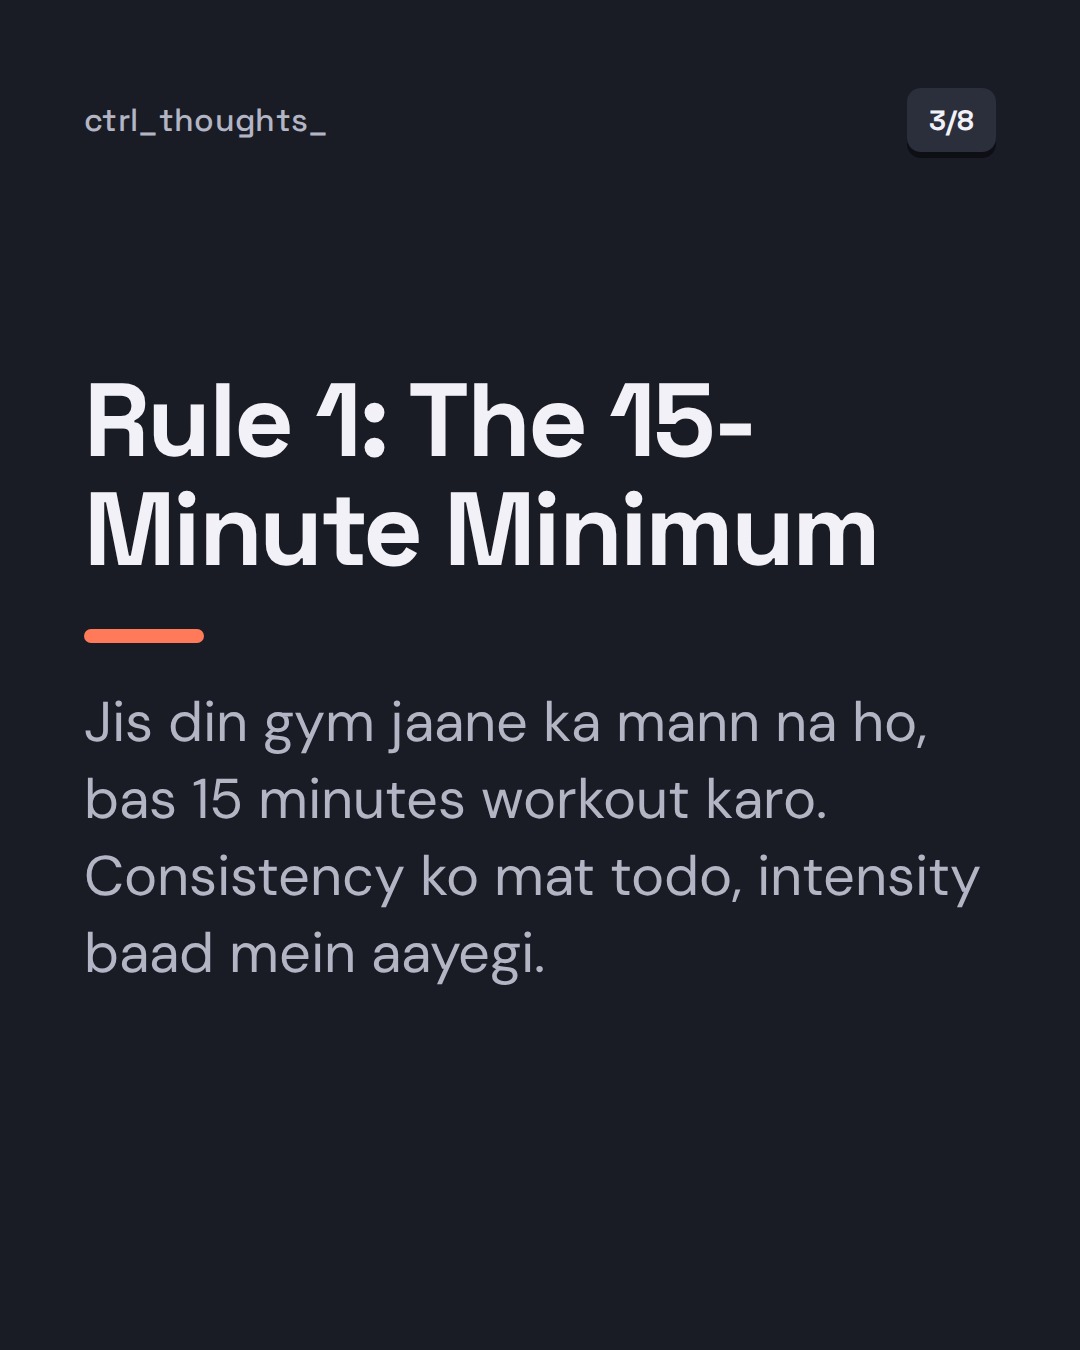 ctrl_thoughts_
3/8
Rule 1: The 15-
Minute Minimum
Jis din gym jaane ka mann na ho,
bas 15 minutes workout karo.
Consistency ko mat todo, intensity
baad mein aayegi.